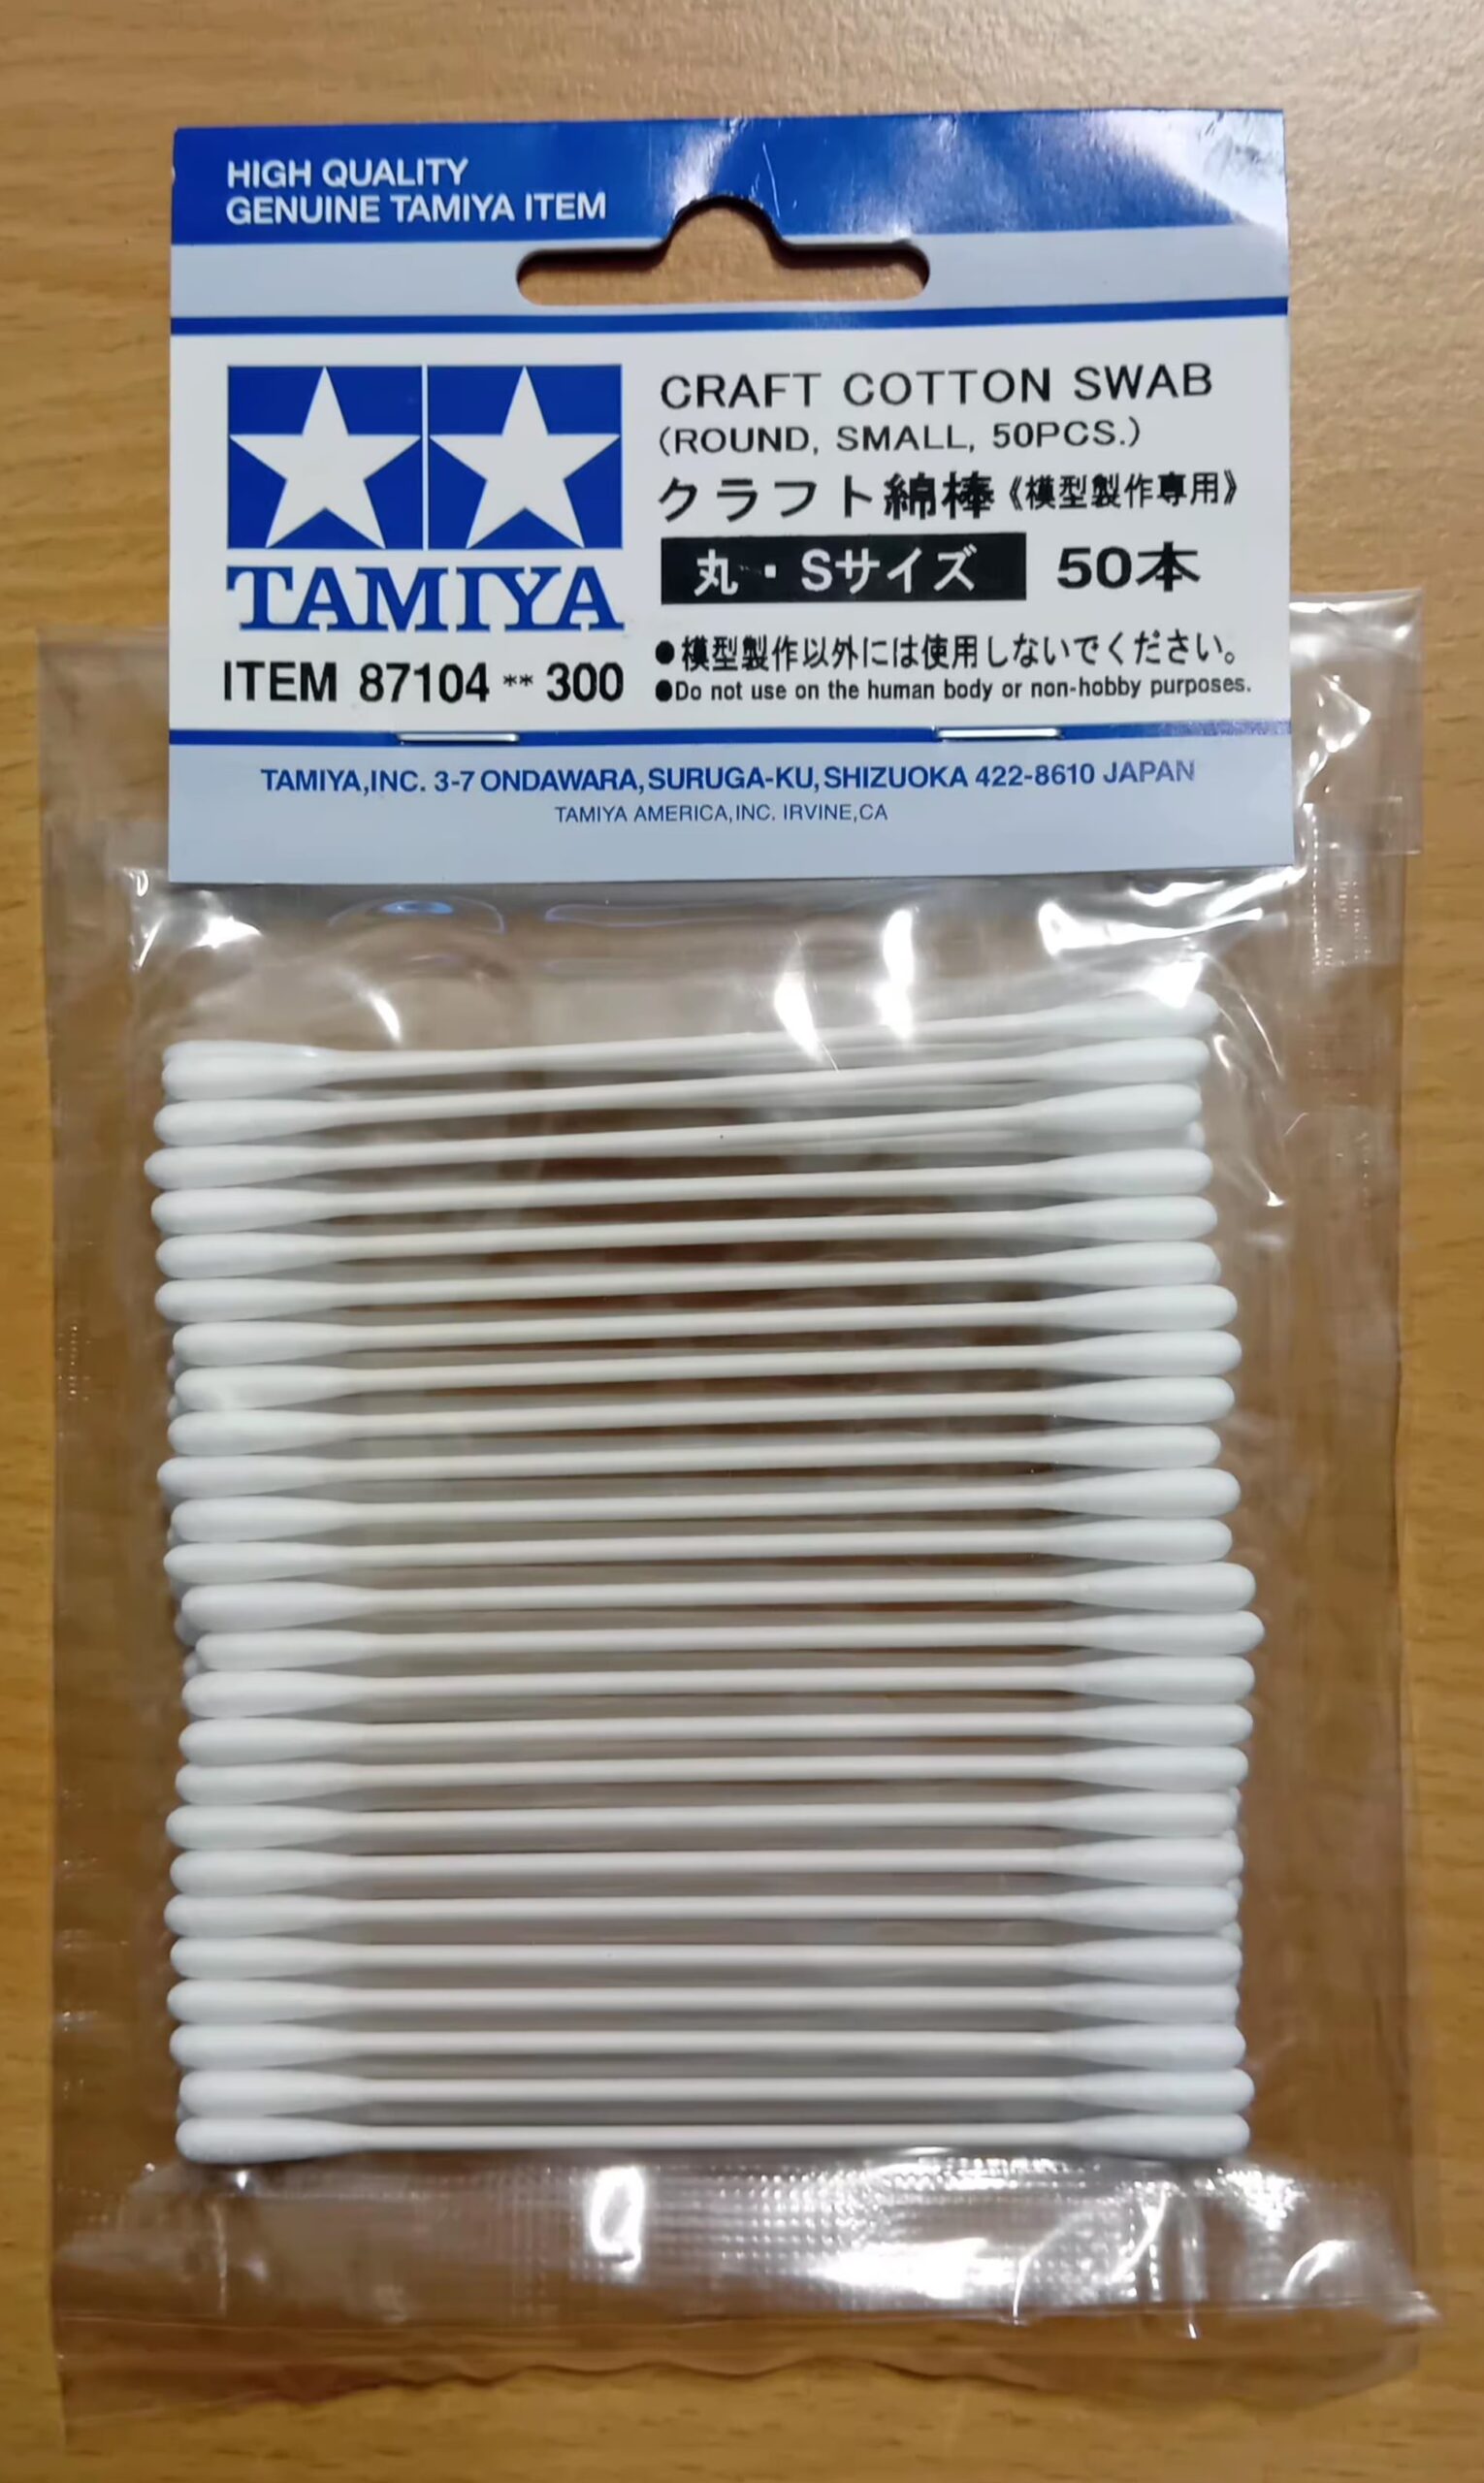 HIGH QUALITY
GENUINE TAMIYA ITEM
TAMIYA
ITEM 87104 ** 300
CRAFT COTTON SWAB
(ROUND, SMALL, 50PCS.)
クラフト綿棒《模型製作専用》
丸・Sサイズ 50本
●模型製作以外には使用しないでください。
●Do not use on the human body or non-hobby purposes.
TAMIYA,INC. 3-7 ONDAWARA,SURUGA-KU,SHIZUOKA 422-8610 JAPAN
TAMIYA AMERICA,INC. IRVINE,CA